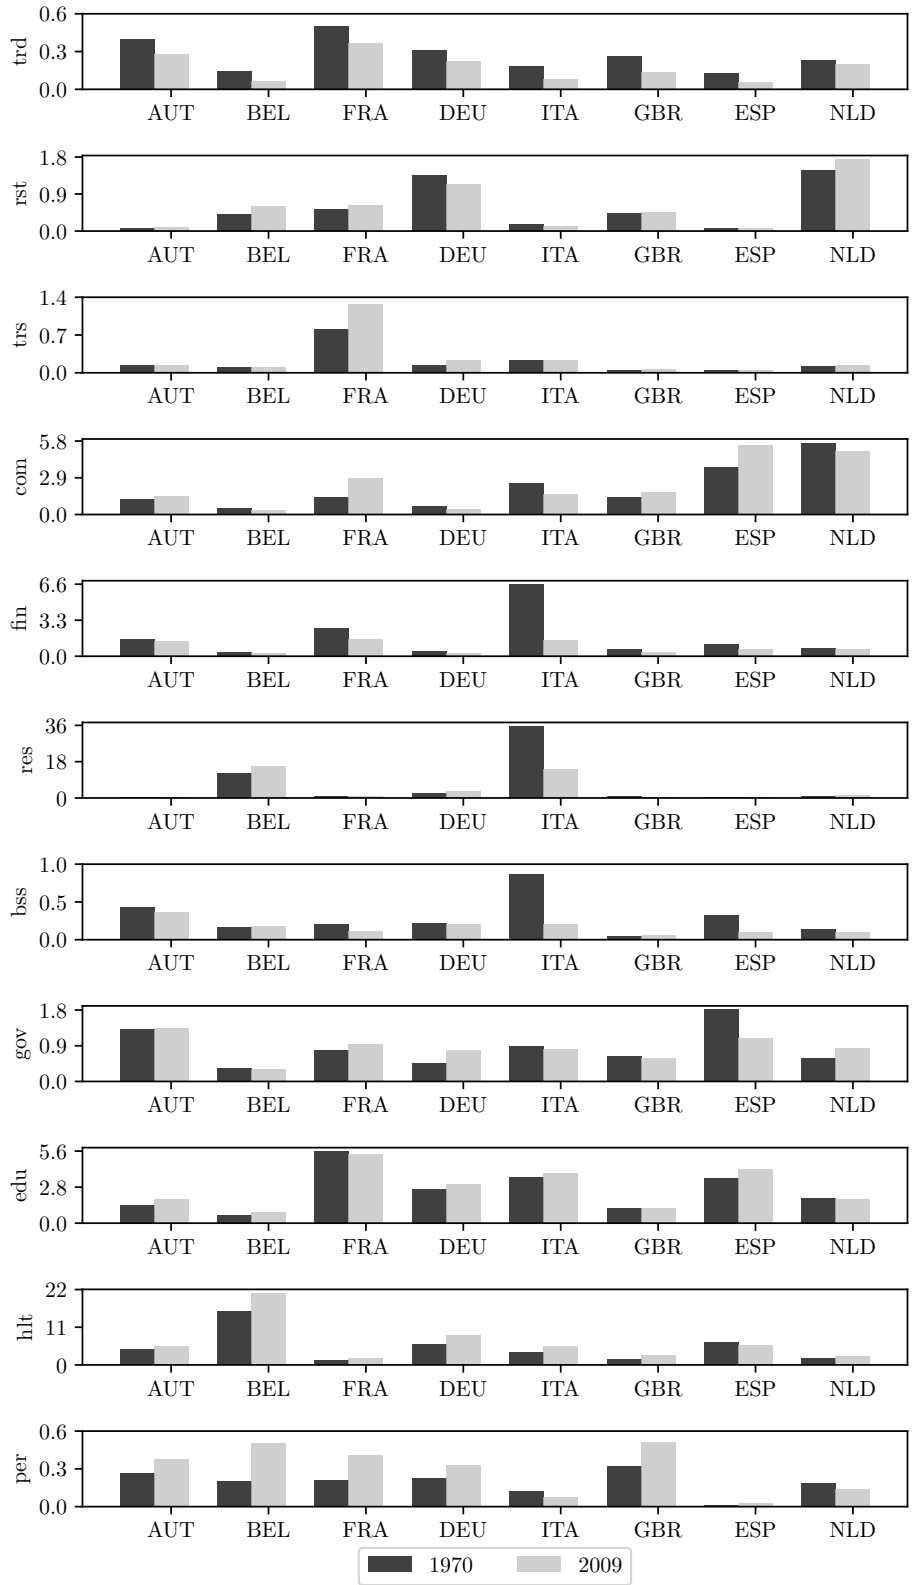 trd
0.6
0.3
0.0
AUT BEL FRA DEU ITA GBR ESP NLD
rst
1.8
0.9
0.0
AUT BEL FRA DEU ITA GBR ESP NLD
trs
1.4
0.7
0.0
AUT BEL FRA DEU ITA GBR ESP NLD
com
5.8
2.9
0.0
AUT BEL FRA DEU ITA GBR ESP NLD
fin
6.6
3.3
0.0
AUT BEL FRA DEU ITA GBR ESP NLD
res
36
18
0
AUT BEL FRA DEU ITA GBR ESP NLD
bss
1.0
0.5
0.0
AUT BEL FRA DEU ITA GBR ESP NLD
gov
1.8
0.9
0.0
AUT BEL FRA DEU ITA GBR ESP NLD
edu
5.6
2.8
0.0
AUT BEL FRA DEU ITA GBR ESP NLD
hlt
22
11
0
AUT BEL FRA DEU ITA GBR ESP NLD
per
0.6
0.3
0.0
AUT BEL FRA DEU ITA GBR ESP NLD
1970 2009